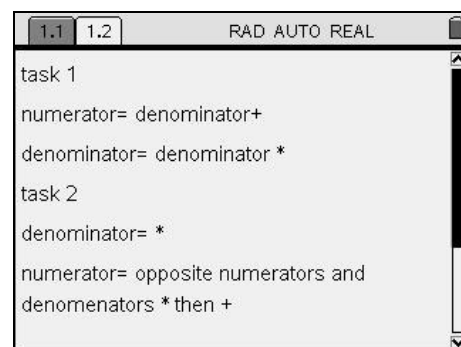 1.1 1.2 RAD AUTO REAL
task 1
numerator= denominator+
denominator= denominator *
task 2
denominator= *
numerator= opposite numerators and
denomenators * then +